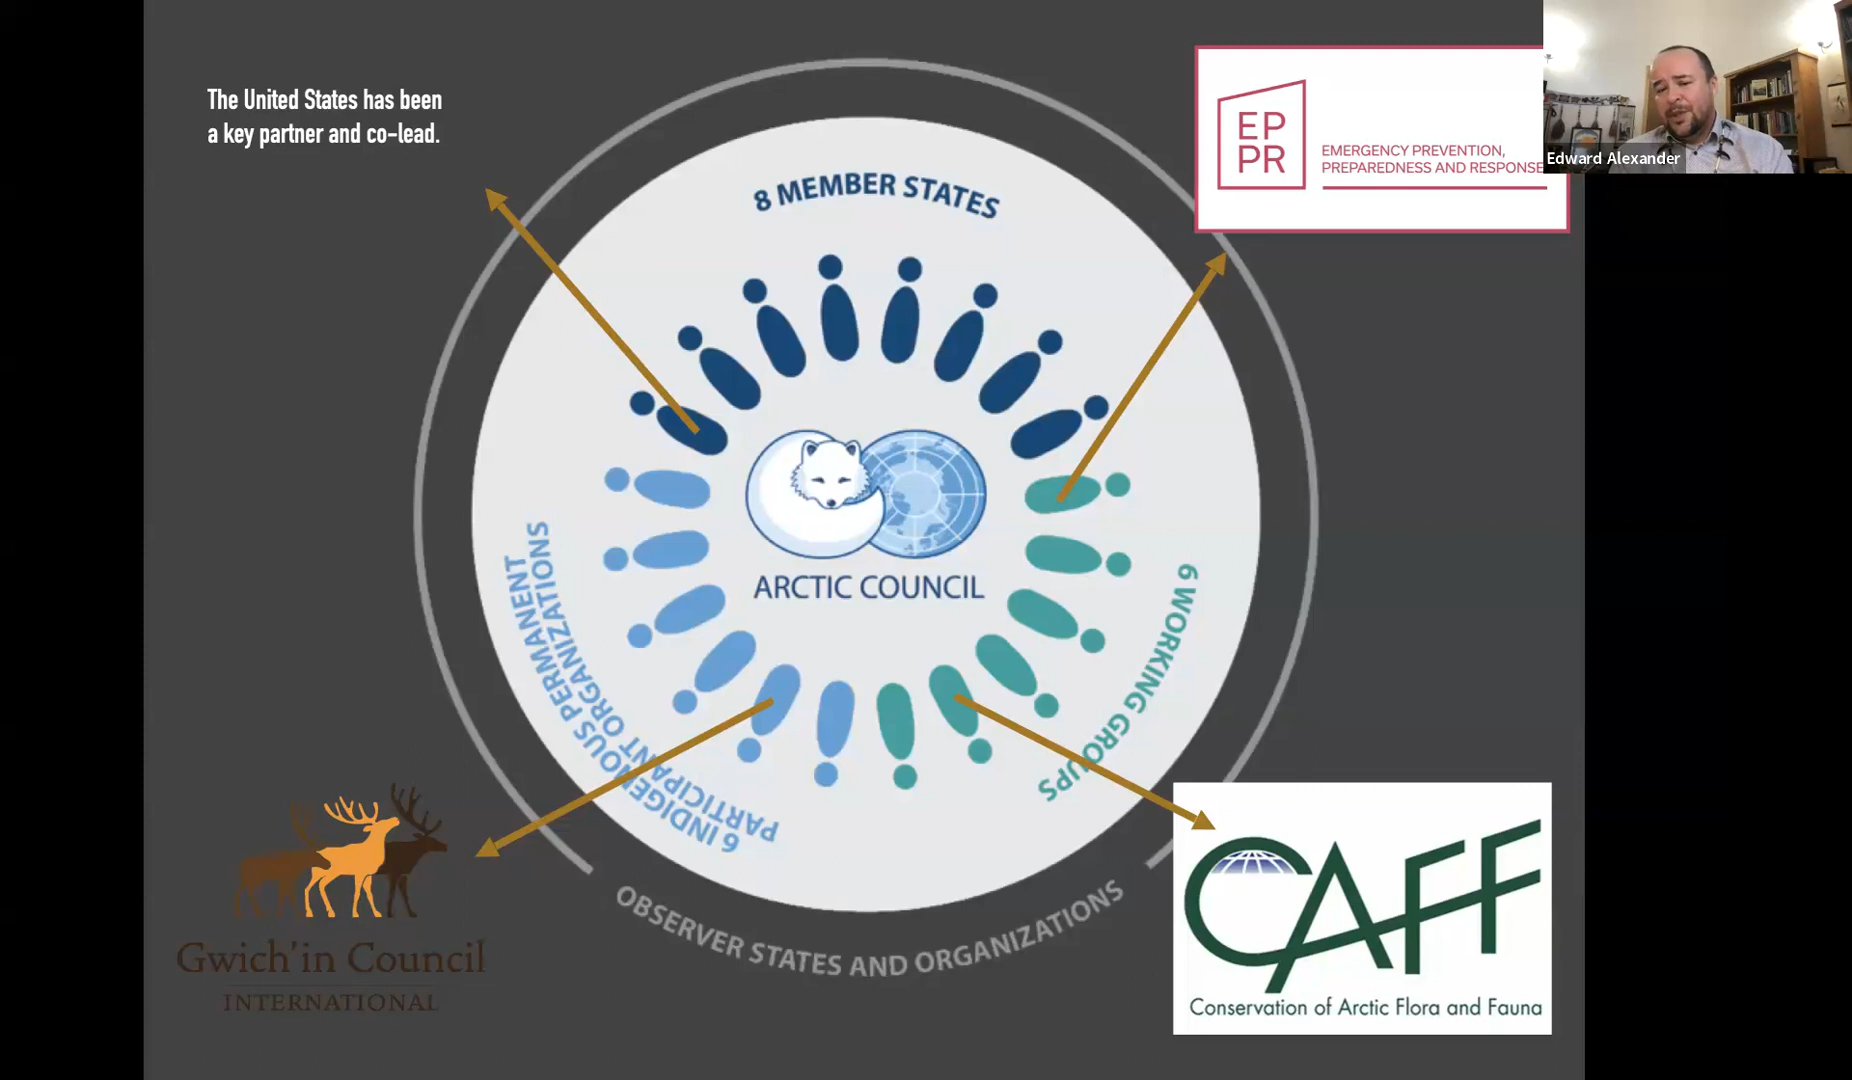 The United States has been
a key partner and co-lead.
EP
PR
EMERGENCY PREVENTION,
PREPAREDNESS AND RESPONSE
Edward Alexander
8 MEMBER STATES
ARCTIC COUNCIL
6 INDIGENOUS PERMANENT
PARTICIPANT ORGANIZATIONS
6 WORKING GROUPS
OBSERVER STATES AND ORGANIZATIONS
Gwich'in Council
INTERNATIONAL
CAFF
Conservation of Arctic Flora and Fauna